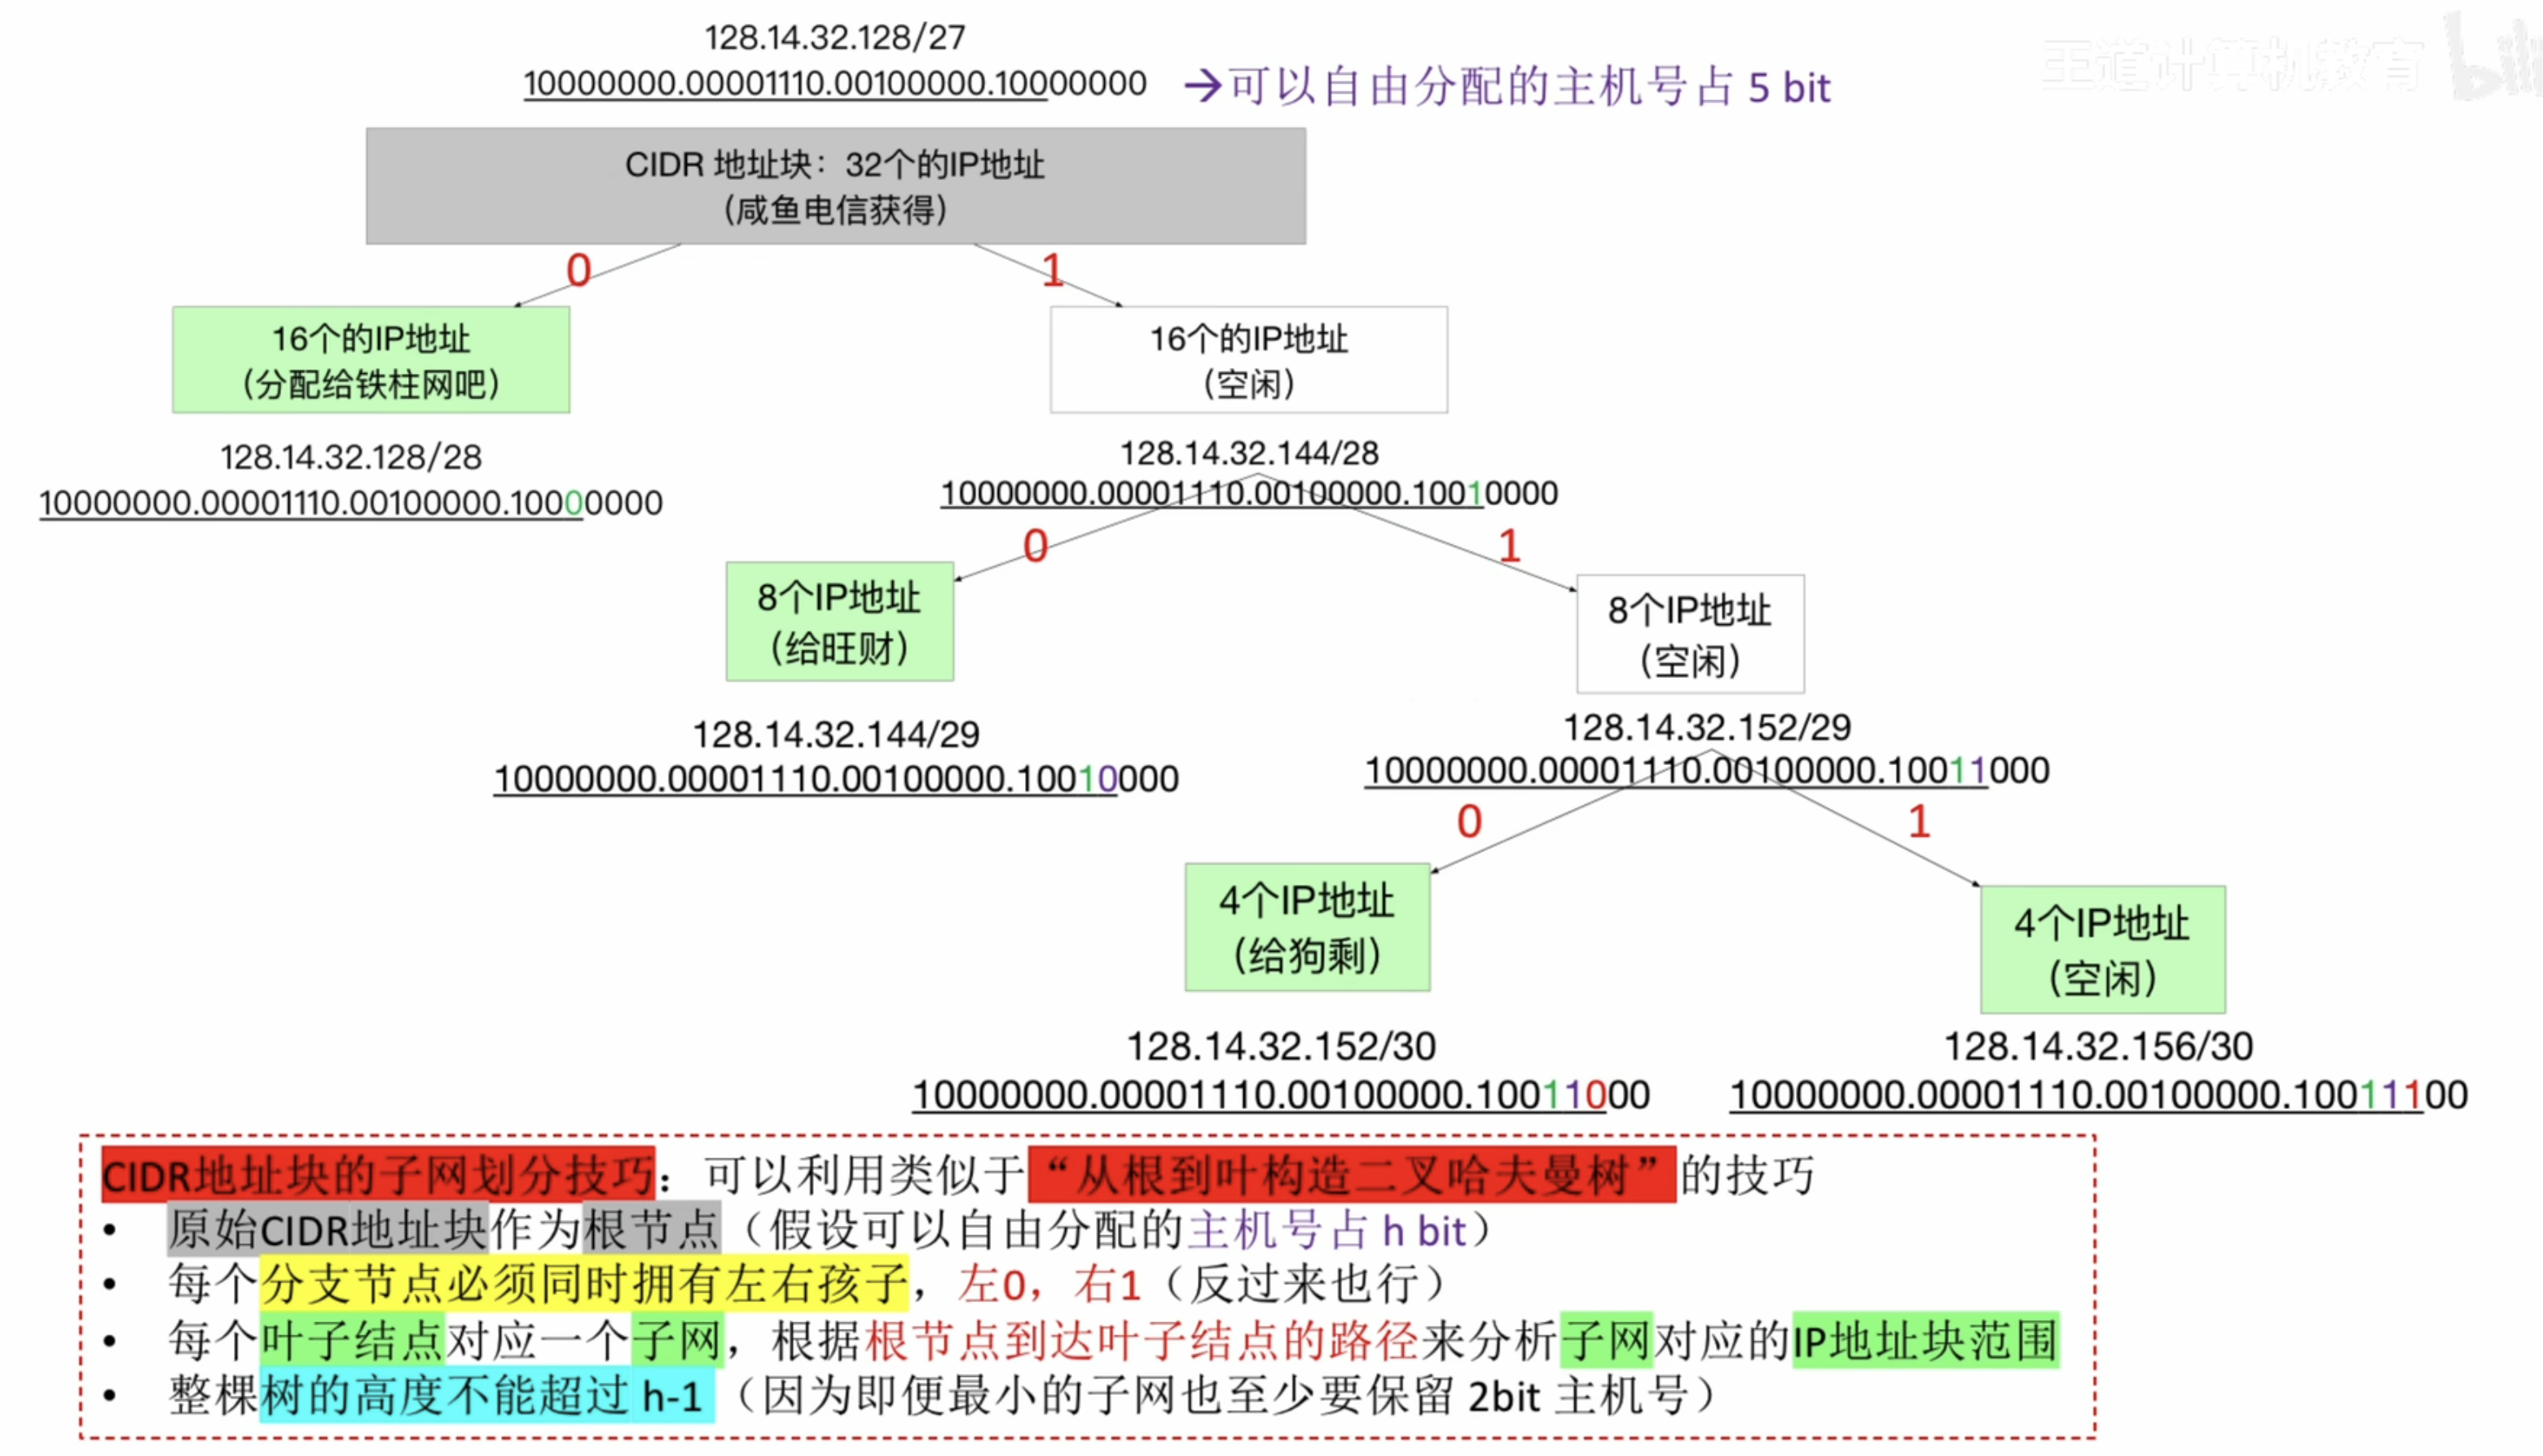 王道计算机教育
128.14.32.128/27
10000000.00001110.00100000.10000000 →可以自由分配的主机号占 5 bit
CIDR 地址块：32个的IP地址
（咸鱼电信获得）
0
1
16个的IP地址
（分配给铁柱网吧）
16个的IP地址
（空闲）
128.14.32.128/28
10000000.00001110.00100000.10000000
128.14.32.144/28
10000000.00001110.00100000.10010000
0
1
8个IP地址
（给旺财）
8个IP地址
（空闲）
128.14.32.144/29
10000000.00001110.00100000.10010000
128.14.32.152/29
10000000.00001110.00100000.10011000
0
1
4个IP地址
（给狗剩）
4个IP地址
（空闲）
128.14.32.152/30
10000000.00001110.00100000.10011000
128.14.32.156/30
10000000.00001110.00100000.10011100
CIDR地址块的子网划分技巧：可以利用类似于“从根到叶构造二叉哈夫曼树”的技巧
• 原始CIDR地址块作为根节点（假设可以自由分配的主机号占 h bit）
• 每个分支节点必须同时拥有左右孩子，左0，右1（反过来也行）
• 每个叶子结点对应一个子网，根据根节点到达叶子结点的路径来分析子网对应的IP地址块范围
• 整棵树的高度不能超过 h-1（因为即便最小的子网也至少要保留 2bit 主机号）